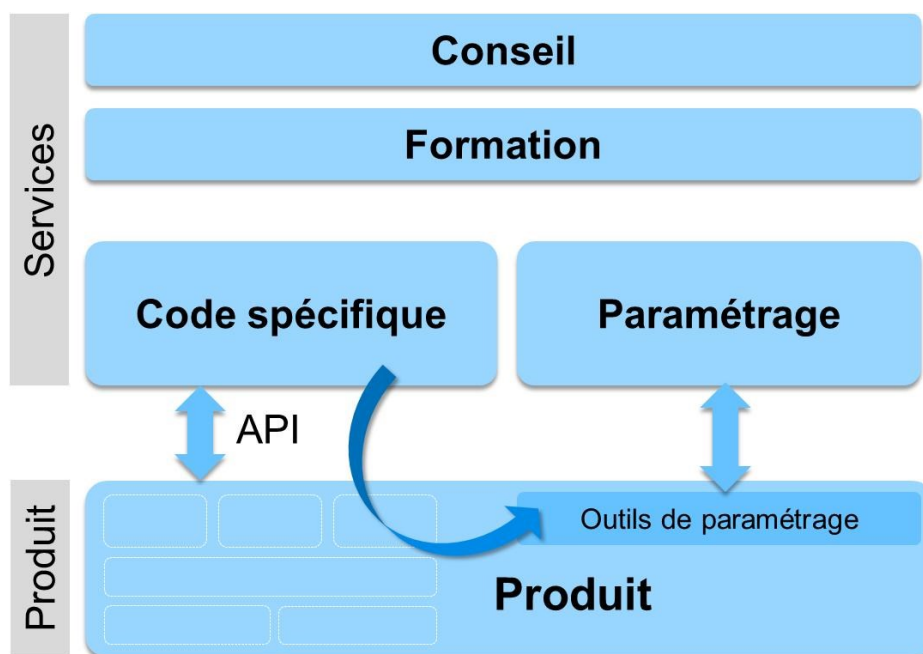 Services
Conseil
Formation
Code spécifique
Paramétrage
API
Produit
Outils de paramétrage
Produit